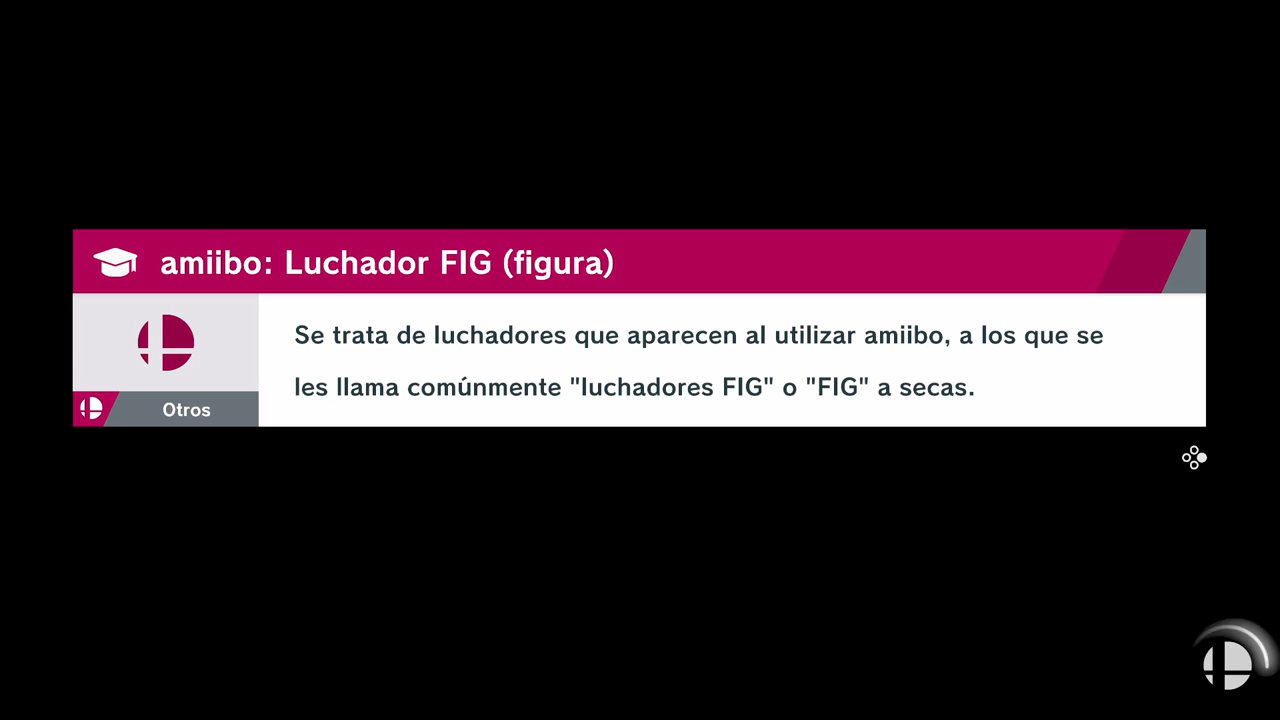 amiibo: Luchador FIG (figura)
Se trata de luchadores que aparecen al utilizar amiibo, a los que se
les llama comúnmente "luchadores FIG" o "FIG" a secas.
Otros